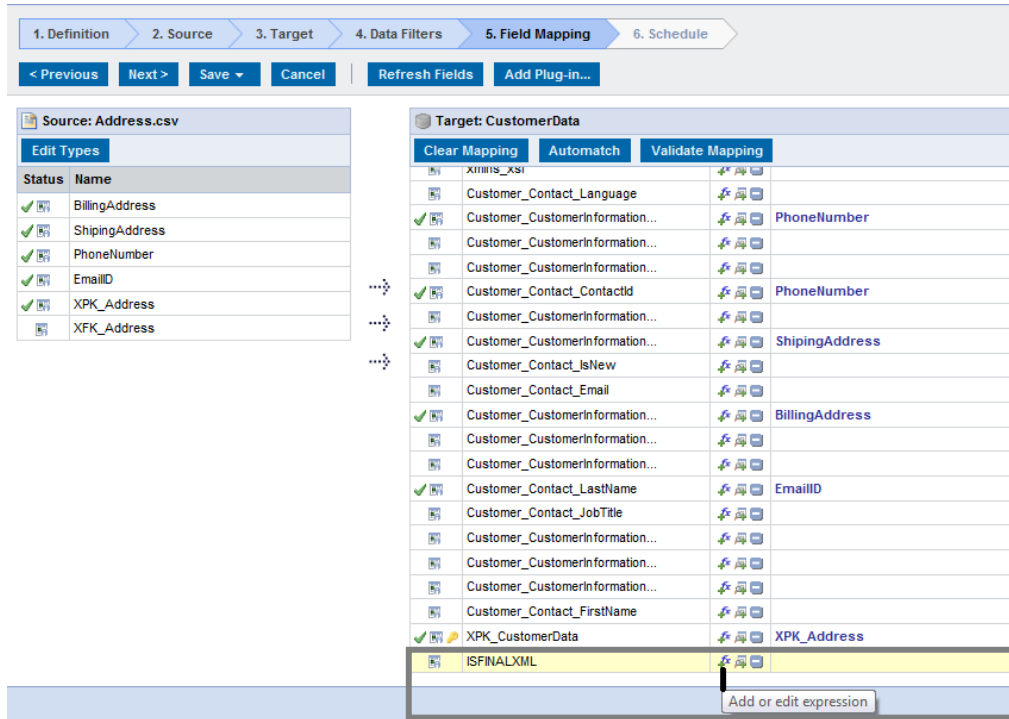 1. Definition 2. Source 3. Target 4. Data Filters 5. Field Mapping 6. Schedule
< Previous Next > Save Cancel Refresh Fields Add Plug-in...
Source: Address.csv
Edit Types
Status Name
BillingAddress
ShipingAddress
PhoneNumber
EmailID
XPK_Address
XFK_Address
Target: CustomerData
Clear Mapping Automatch Validate Mapping
xmlns_xsi
Customer_Contact_Language
Customer_CustomerInformation... PhoneNumber
Customer_CustomerInformation...
Customer_CustomerInformation...
Customer_Contact_ContactId PhoneNumber
Customer_CustomerInformation...
Customer_CustomerInformation... ShipingAddress
Customer_Contact_IsNew
Customer_Contact_Email
Customer_CustomerInformation... BillingAddress
Customer_CustomerInformation...
Customer_CustomerInformation...
Customer_Contact_LastName EmailID
Customer_Contact_JobTitle
Customer_CustomerInformation...
Customer_CustomerInformation...
Customer_CustomerInformation...
Customer_Contact_FirstName
XPK_CustomerData XPK_Address
ISFINALXML
Add or edit expression